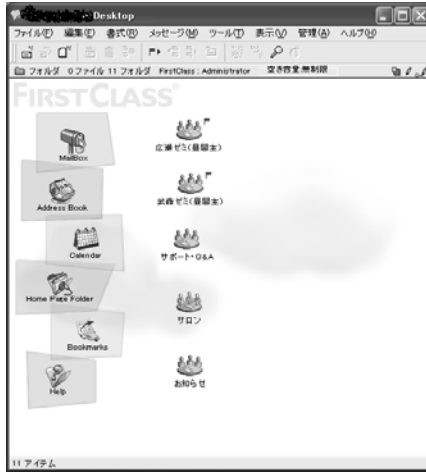 Desktop
ファイル(F) 編集(E) 書式(R) メッセージ(M) ツール(T) 表示(V) 管理(A) ヘルプ(H)
フォルダ 0ファイル 11フォルダ FirstClass : Administrator 空き容量:無制限
FIRSTCLASS®
Mailbox
広瀬ゼミ(昼間主)
Address Book
武森ゼミ(昼間主)
Calendar
サポート・Q&A
Home Page Folder
サロン
Bookmarks
Help
お知らせ
11 アイテム